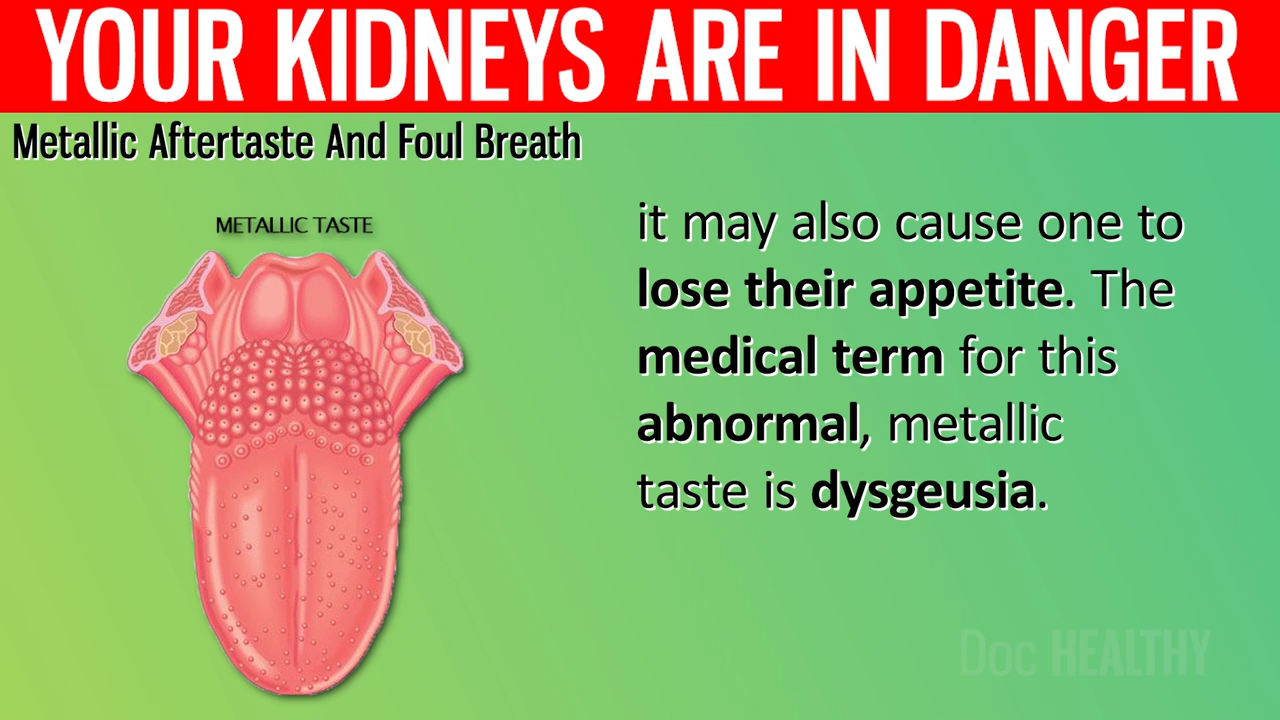 YOUR KIDNEYS ARE IN DANGER
Metallic Aftertaste And Foul Breath
METALLIC TASTE
it may also cause one to
lose their appetite. The
medical term for this
abnormal, metallic
taste is dysgeusia.
Doc HEALTHY